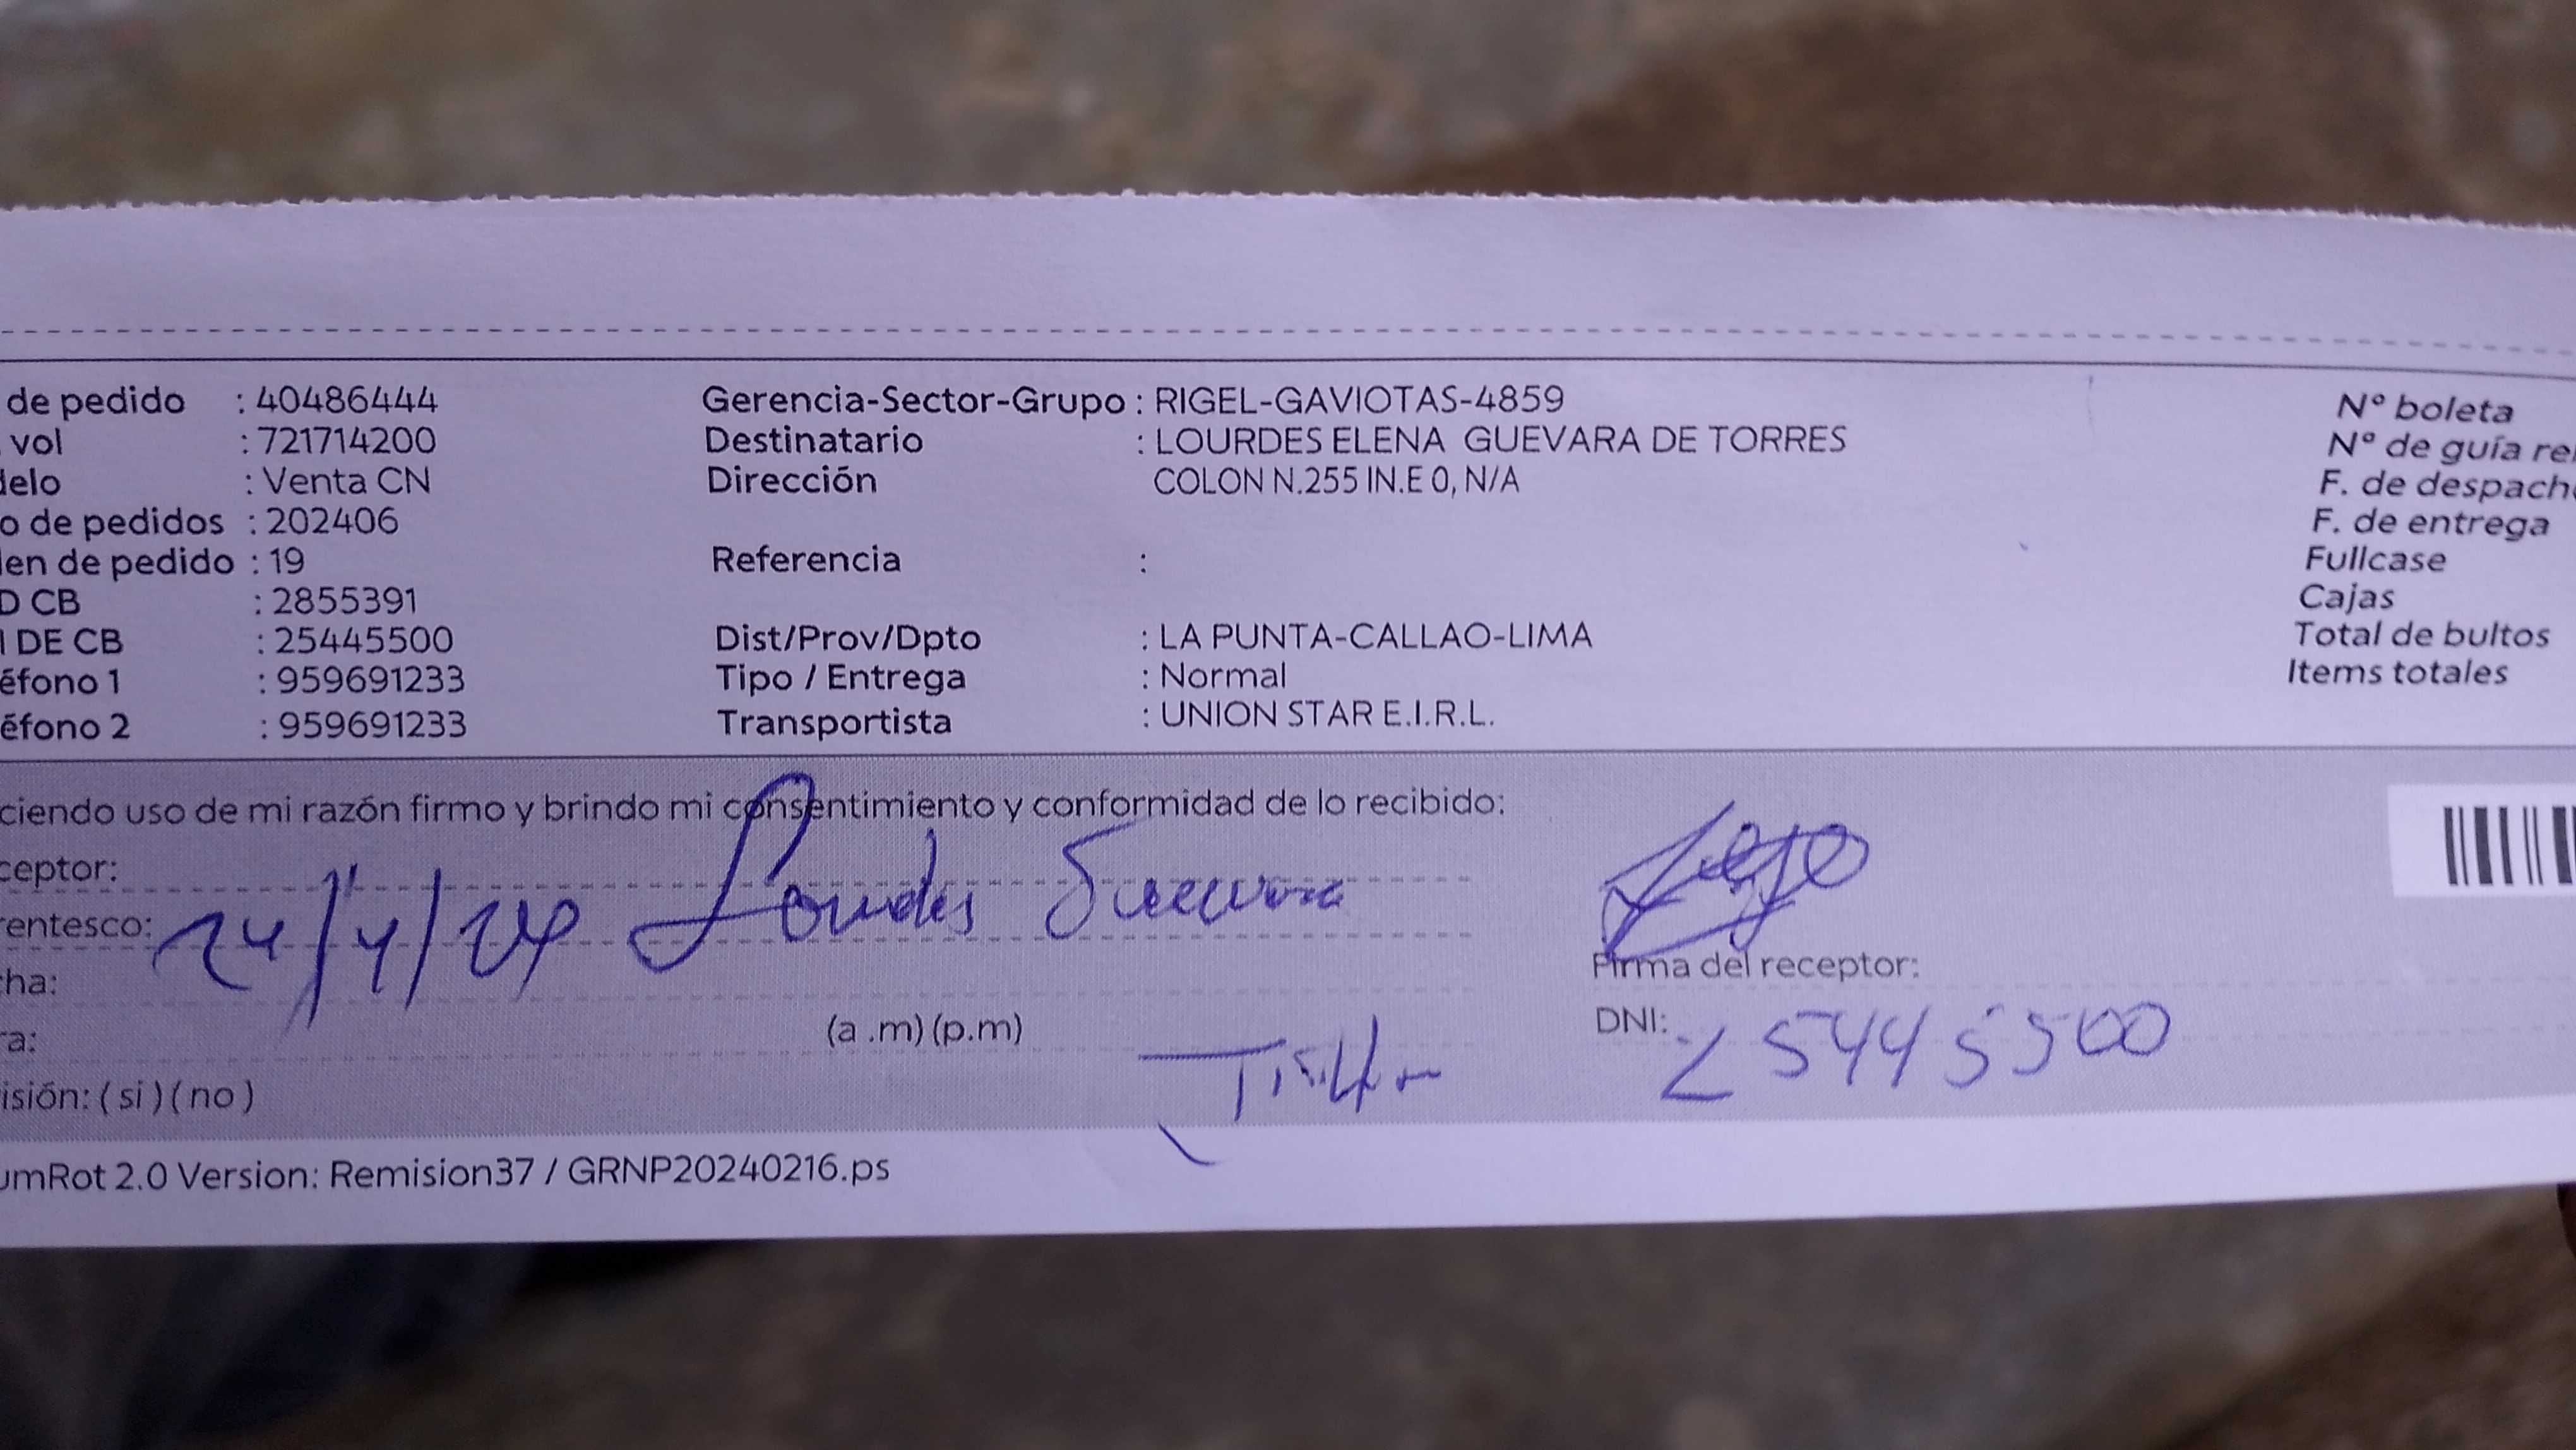 de pedido : 40486444 Gerencia-Sector-Grupo : RIGEL-GAVIOTAS-4859 N° boleta
vol : 721714200 Destinatario : LOURDES ELENA GUEVARA DE TORRES N° de guía re
delo : Venta CN Dirección COLON N.255 IN.E 0, N/A F. de despach
o de pedidos : 202406 F. de entrega
den de pedido : 19 Referencia : Fullcase
D CB : 2855391 Cajas
I DE CB : 25445500 Dist/Prov/Dpto : LA PUNTA-CALLAO-LIMA Total de bultos
éfono 1 : 959691233 Tipo / Entrega : Normal Items totales
éfono 2 : 959691233 Transportista : UNION STAR E.I.R.L.
ciendo uso de mi razón firmo y brindo mi consentimiento y conformidad de lo recibido:
ceptor:
entesco: 24/4/24 Lourdes Guevara
cha: Firma del receptor:
ra: (a .m) (p.m) DNI: 25445500
isión: ( si ) ( no )
umRot 2.0 Version: Remision37 / GRNP20240216.ps